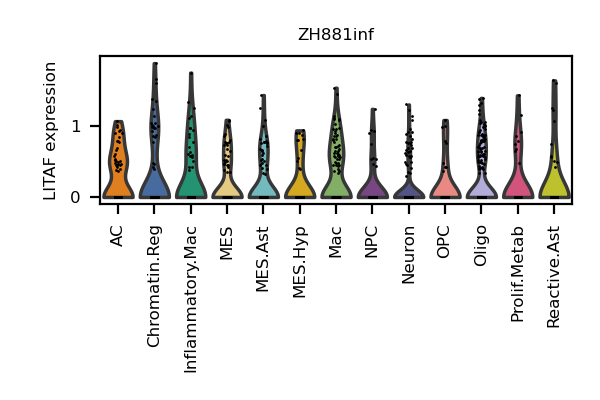 ZH881inf
LITAF expression
1
0
AC
Chromatin.Reg
Inflammatory.Mac
MES
MES.Ast
MES.Hyp
Mac
NPC
Neuron
OPC
Oligo
Prolif.Metab
Reactive.Ast